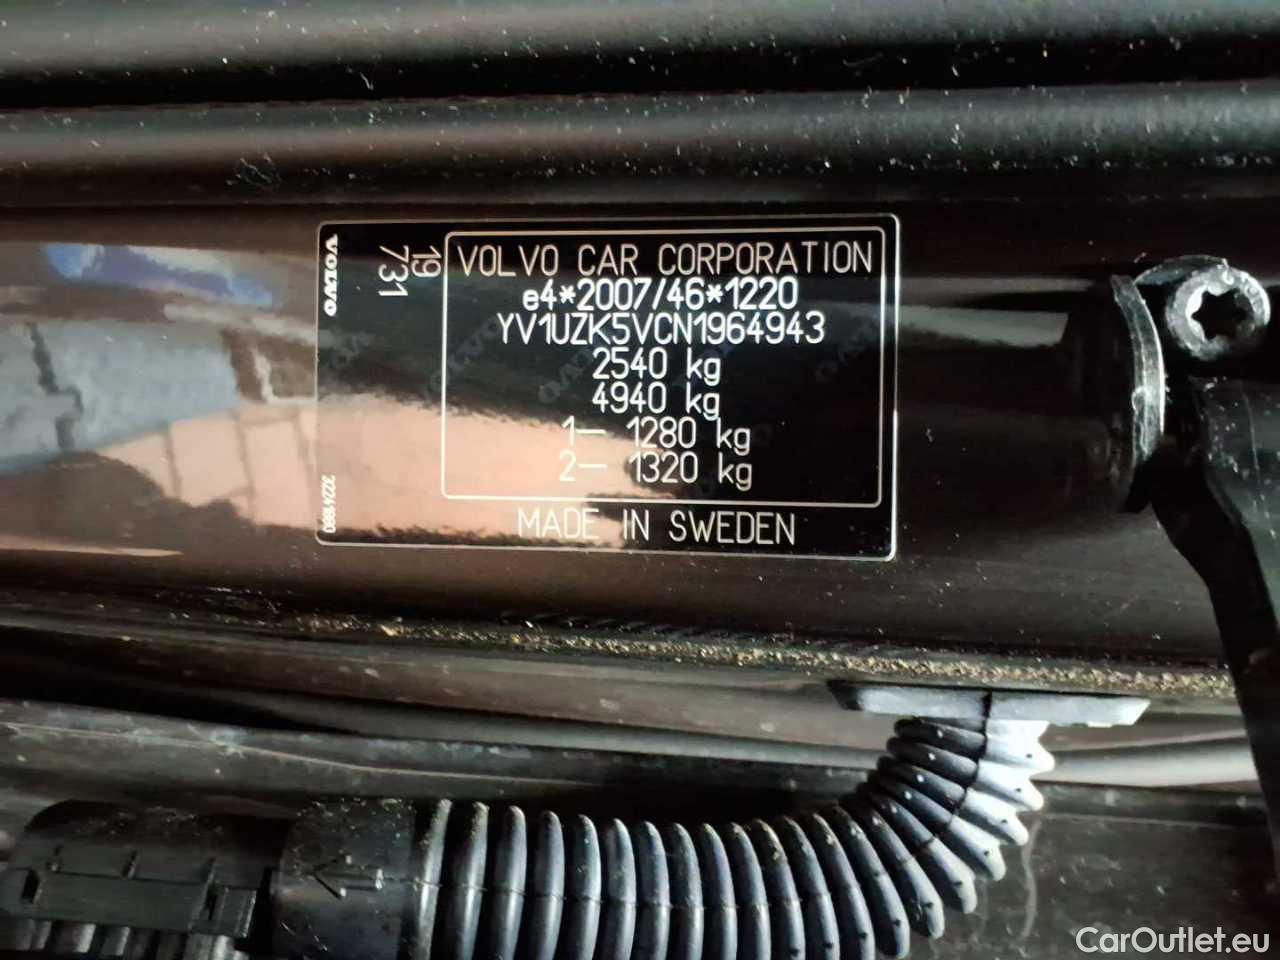 VOLVO
19
731
VOLVO CAR CORPORATION
e4*2007/46*1220
YV1UZK5VCN1964943
2540 kg
4940 kg
1— 1280 kg
2— 1320 kg
MADE IN SWEDEN
CarOutlet.eu